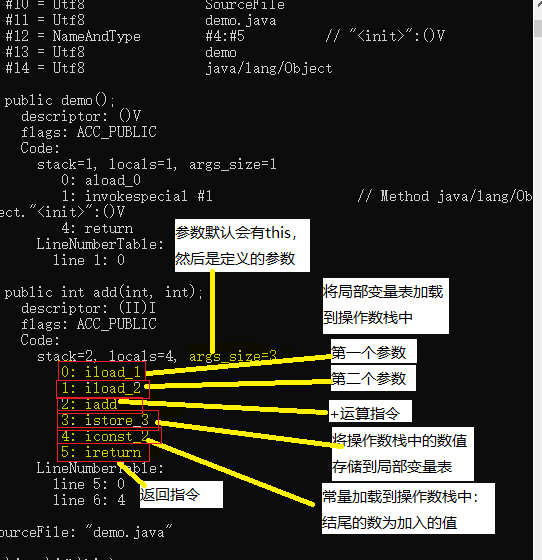 #10 = Utf8 SourceFile
#11 = Utf8 demo.java
#12 = NameAndType #4:#5 // "<init>":()V
#13 = Utf8 demo
#14 = Utf8 java/lang/Object
public demo();
descriptor: ()V
flags: ACC_PUBLIC
Code:
stack=1, locals=1, args_size=1
0: aload_0
1: invokespecial #1 // Method java/lang/Ob
ject."<init>":()V
4: return
LineNumberTable:
line 1: 0
参数默认会有this，
然后是定义的参数
public int add(int, int);
descriptor: (II)I
flags: ACC_PUBLIC
Code:
stack=2, locals=4, args_size=3
0: iload_1
1: iload_2
2: iadd
3: istore_3
4: iconst_2
5: ireturn
LineNumberTable:
line 5: 0
line 6: 4
将局部变量表加载
到操作数栈中
第一个参数
第二个参数
+运算指令
将操作数栈中的数值
存储到局部变量表
常量加载到操作数栈中：
结尾的数为加入的值
返回指令
ourceFile: "demo.java"